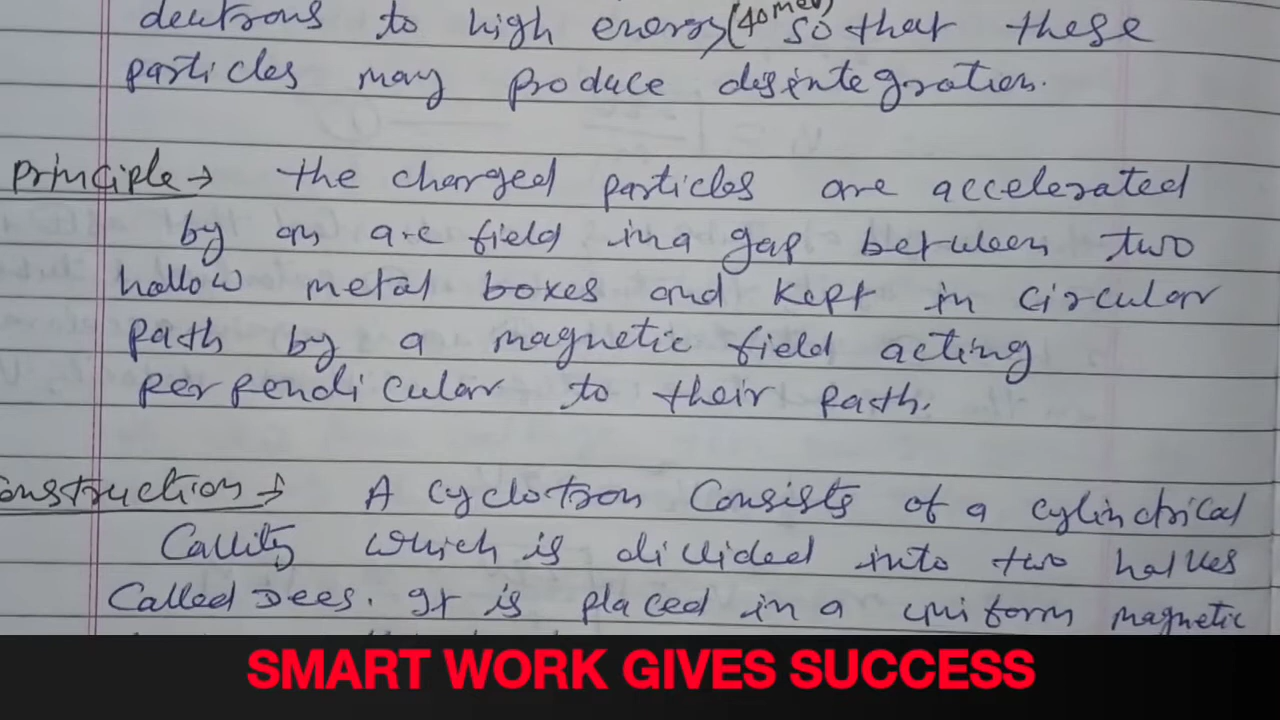 deutrons to high energy (40 mev) so that these
particles may produce disintegration.
Principle → the charged particles are accelerated
by an a.c field in a gap between two
hollow metal boxes and kept in circular
path by a magnetic field acting
perpendicular to their path.
onstruction → A cyclotron consists of a cylindrical
Cavity which is divided into two halves
Called Dees. It is placed in a uniform magnetic
SMART WORK GIVES SUCCESS